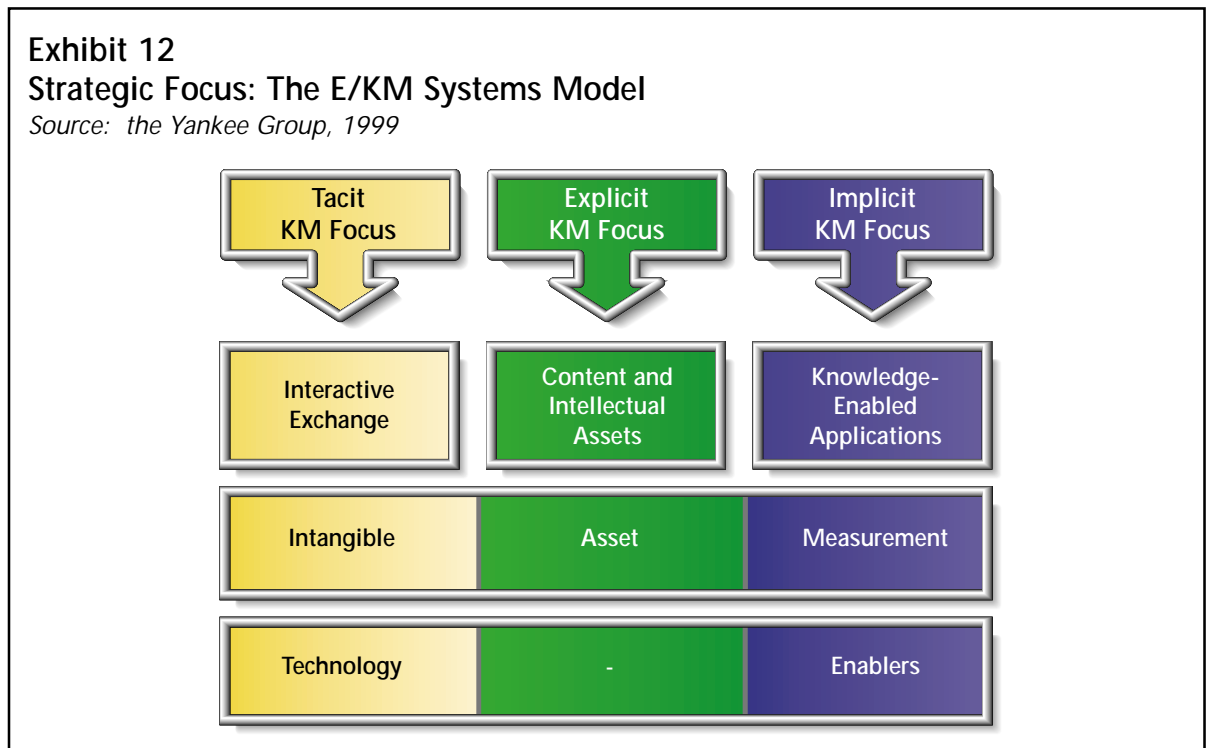 Exhibit 12
Strategic Focus: The E/KM Systems Model
Source: the Yankee Group, 1999
Tacit
KM Focus
Explicit
KM Focus
Implicit
KM Focus
Interactive
Exchange
Content and
Intellectual
Assets
Knowledge-
Enabled
Applications
Intangible
Asset
Measurement
Technology
-
Enablers